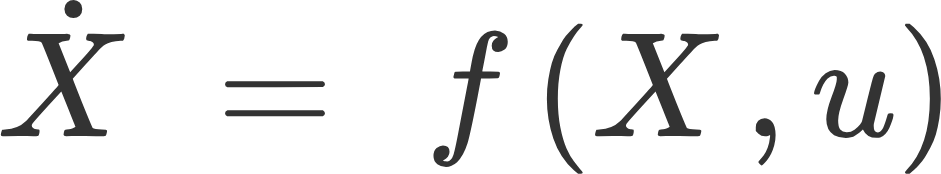 Ẋ = f(X, u)